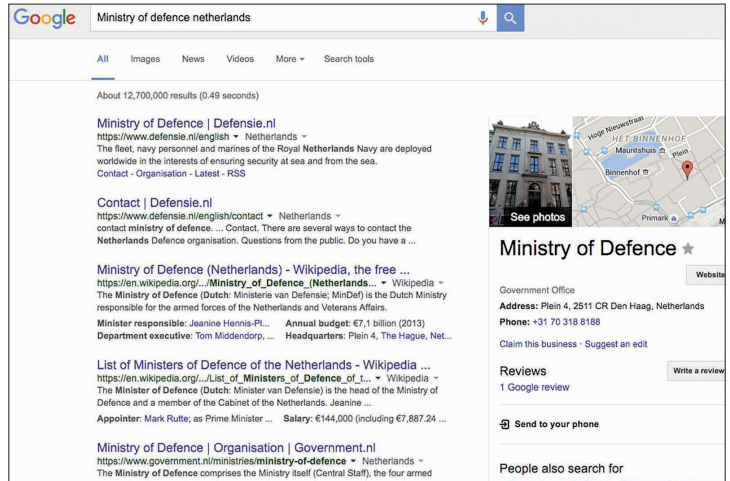 Google
Ministry of defence netherlands
All Images News Videos More Search tools
About 12,700,000 results (0.49 seconds)
Ministry of Defence | Defensie.nl
https://www.defensie.nl/english Netherlands
The fleet, navy personnel and marines of the Royal Netherlands Navy are deployed
worldwide in the interests of ensuring security at sea and from the sea.
Contact - Organisation - Latest - RSS
Contact | Defensie.nl
https://www.defensie.nl/english/contact Netherlands
contact ministry of defence. ... Contact. There are several ways to contact the
Netherlands Defence organisation. Questions from the public. Do you have a ...
Ministry of Defence (Netherlands) - Wikipedia, the free ...
https://en.wikipedia.org/.../Ministry_of_Defence_(Netherlands... Wikipedia
The Ministry of Defence (Dutch: Ministerie van Defensie; MinDef) is the Dutch Ministry
responsible for the armed forces of the Netherlands and Veterans Affairs.
Minister responsible: Jeanine Hennis-Pl... Annual budget: €7,1 billion (2013)
Department executive: Tom Middendorp, ... Headquarters: Plein 4, The Hague, Net...
List of Ministers of Defence of the Netherlands - Wikipedia ...
https://en.wikipedia.org/.../List_of_Ministers_of_Defence_of_t... Wikipedia
The Minister of Defence (Dutch: Minister van Defensie) is the head of the Ministry of
Defence and a member of the Cabinet of the Netherlands. Jeanine ...
Appointer: Mark Rutte; as Prime Minister ... Salary: €144,000 (including €7,887.24 ...
Ministry of Defence | Organisation | Government.nl
https://www.government.nl/ministries/ministry-of-defence Netherlands
The Ministry of Defence comprises the Ministry itself (Central Staff), the four armed
See photos
Hoge Nieuwstraat
HET BINNENHOF
Mauritshuis
Plein
Binnenhof
Primark
M
Ministry of Defence
Website
Government Office
Address: Plein 4, 2511 CR Den Haag, Netherlands
Phone: +31 70 318 8188
Claim this business · Suggest an edit
Reviews
Write a review
1 Google review
Send to your phone
People also search for